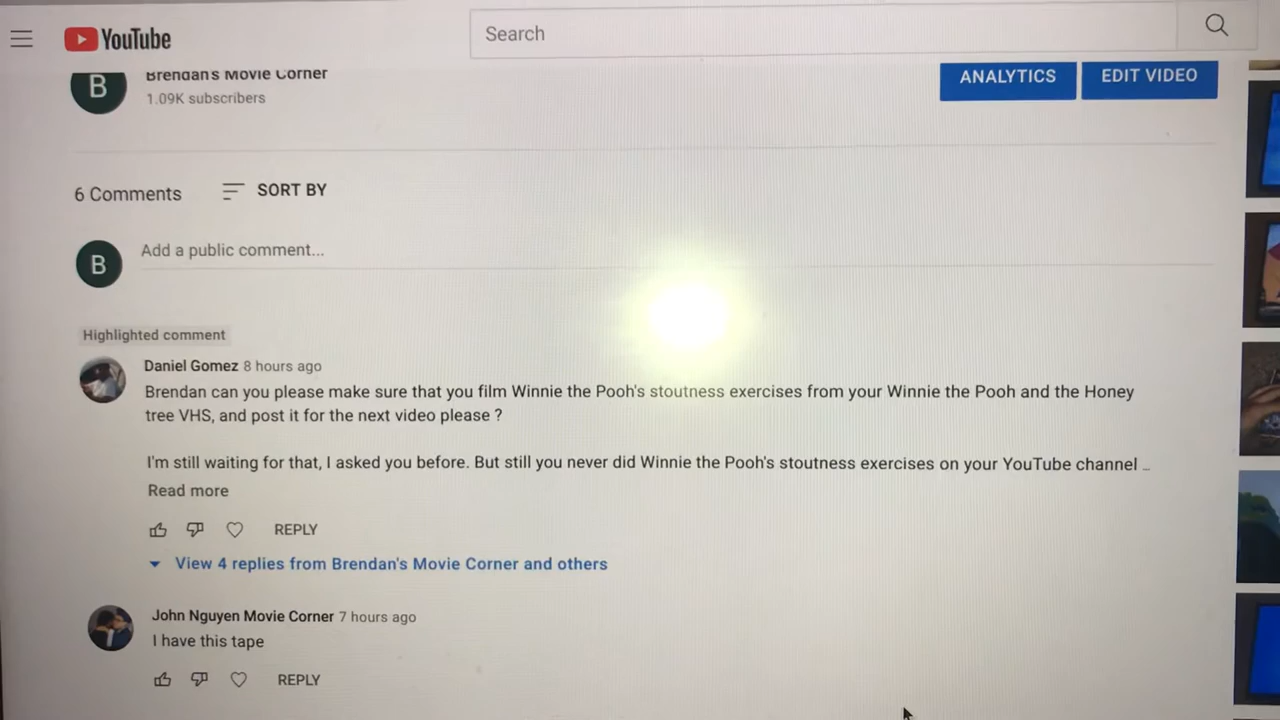 YouTube
Search
Brendan's Movie Corner
1.09K subscribers
ANALYTICS
EDIT VIDEO
6 Comments
SORT BY
B
B
Add a public comment...
Highlighted comment
Daniel Gomez 8 hours ago
Brendan can you please make sure that you film Winnie the Pooh's stoutness exercises from your Winnie the Pooh and the Honey
tree VHS, and post it for the next video please ?
I'm still waiting for that, I asked you before. But still you never did Winnie the Pooh's stoutness exercises on your YouTube channel ...
Read more
REPLY
View 4 replies from Brendan's Movie Corner and others
John Nguyen Movie Corner 7 hours ago
I have this tape
REPLY